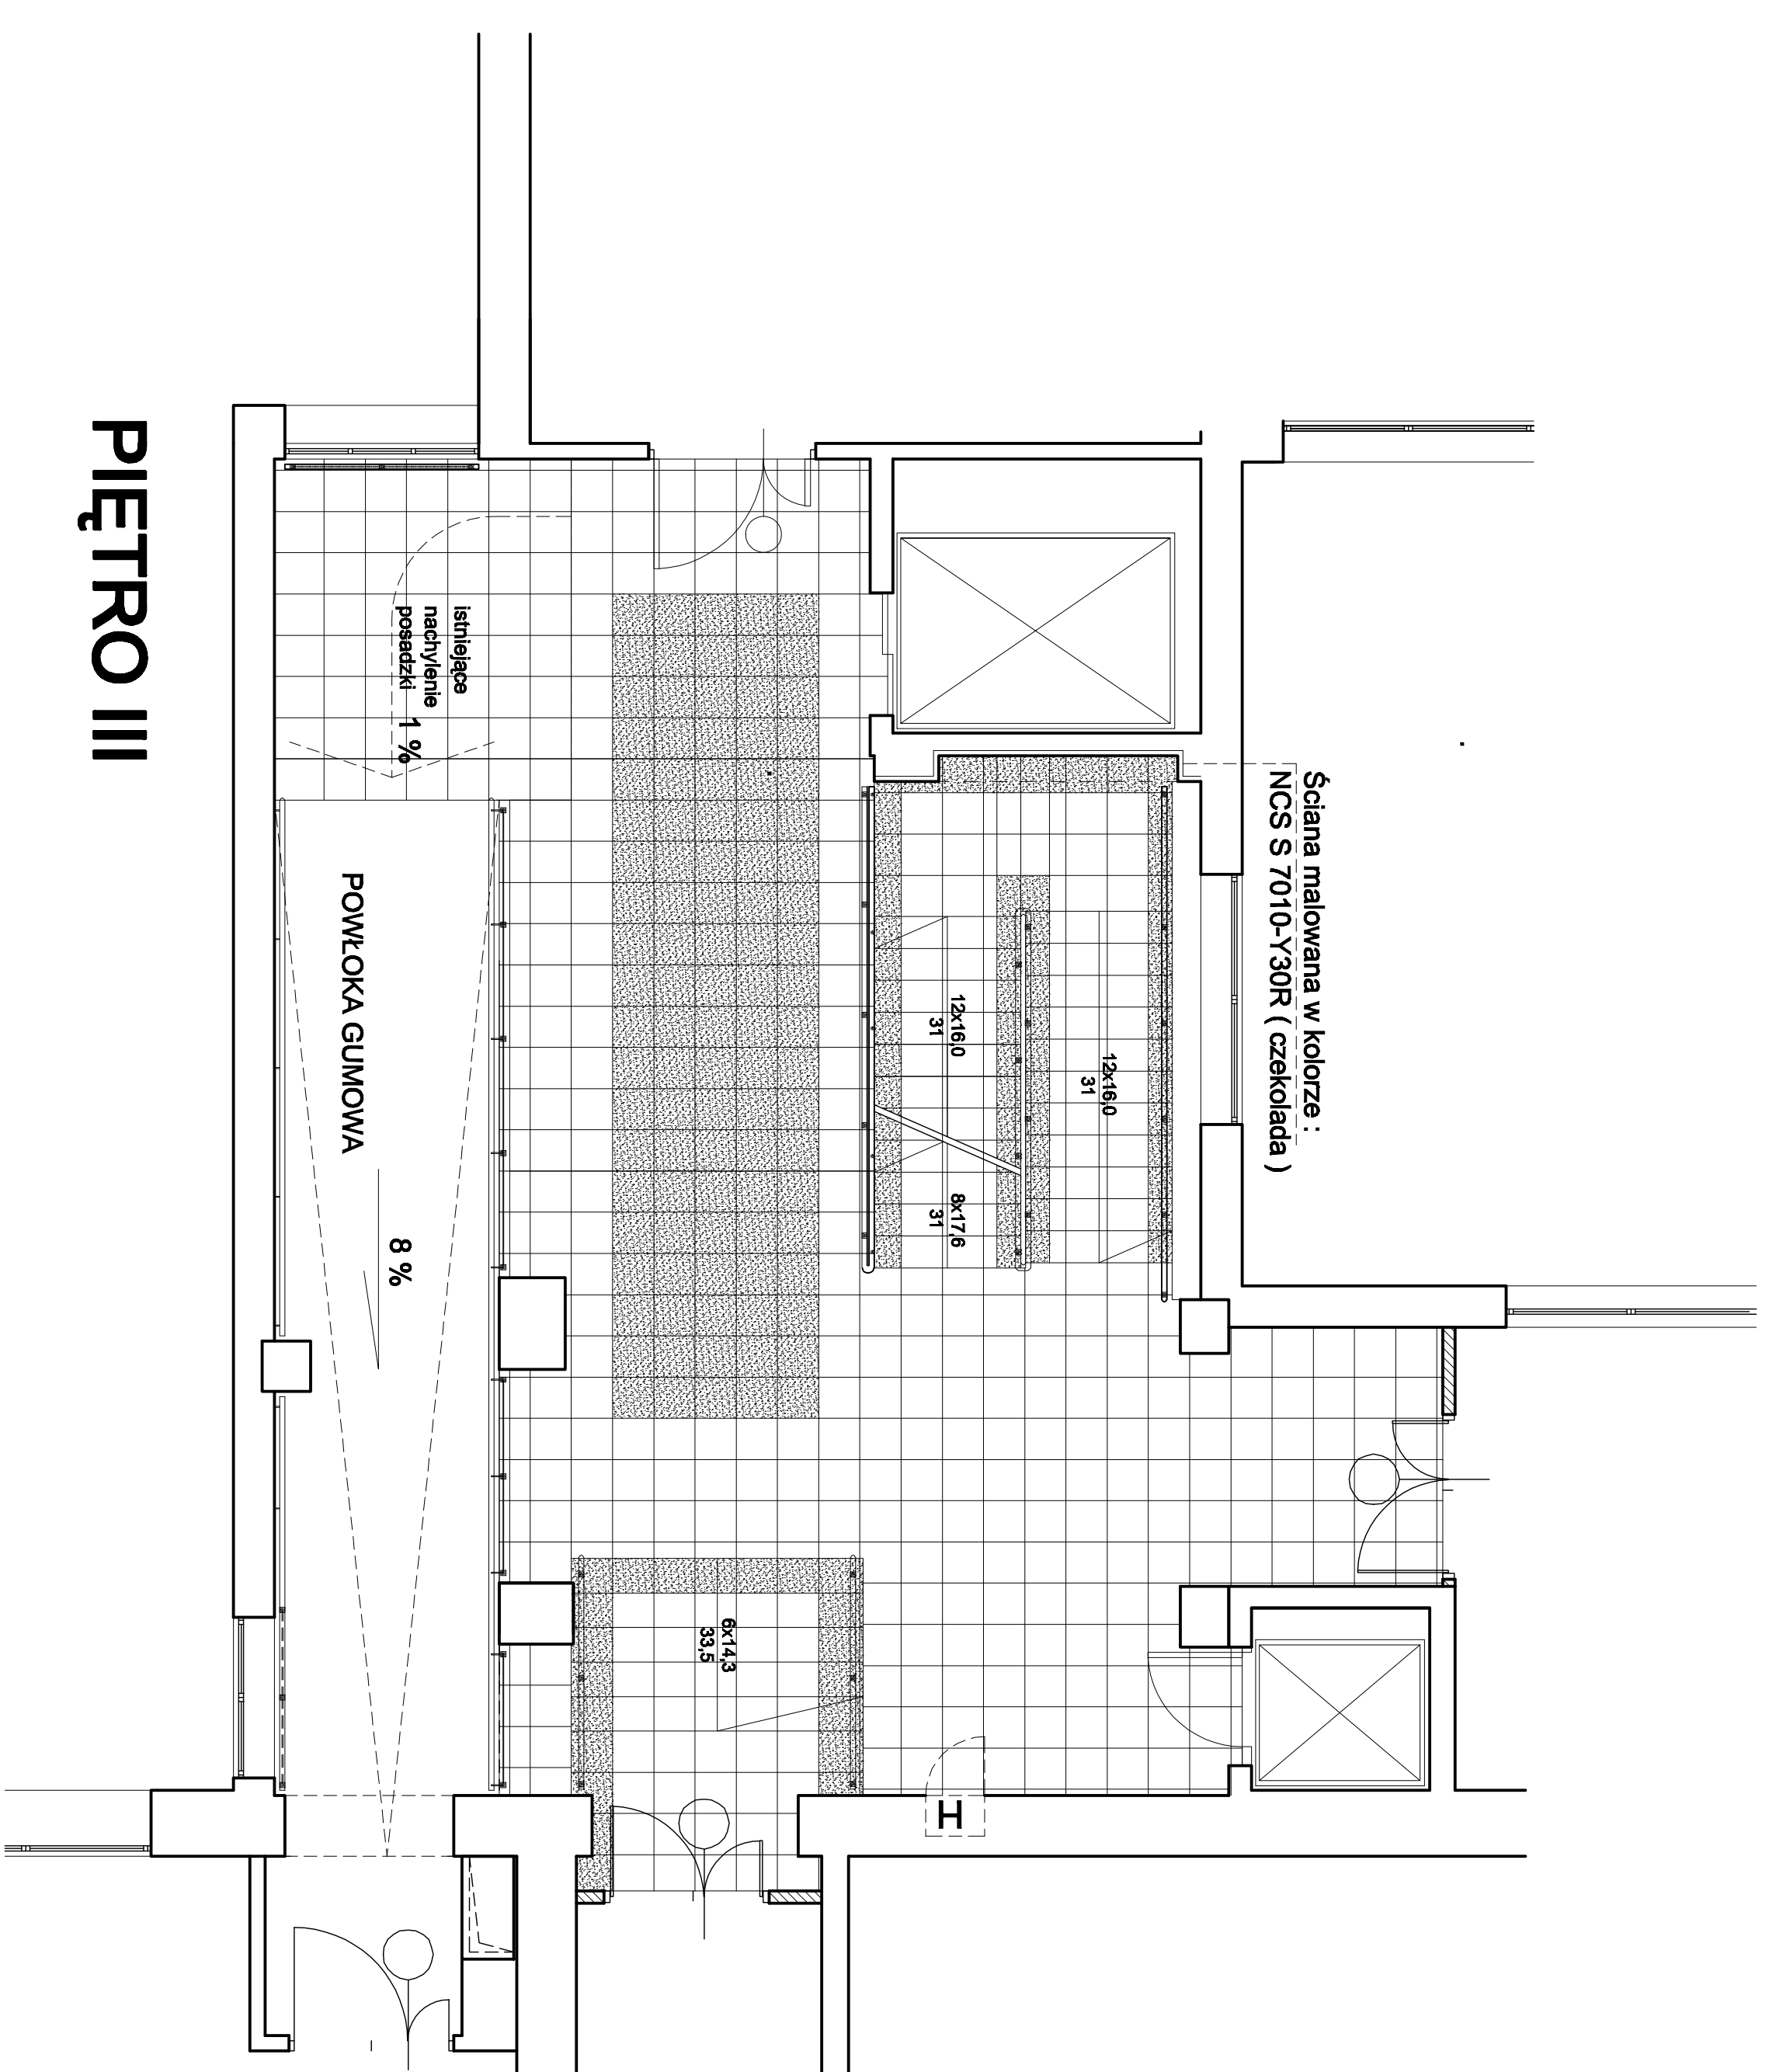 Ściana malowana w kolorze :
NCS S 7010-Y30R ( czekolada )
12x16,0
31
12x16,0
31
8x17,6
31
H
6x14,3
33,5
istniejące
nachylenie
posadzki 1 %
8 %
POWŁOKA GUMOWA
PIĘTRO III